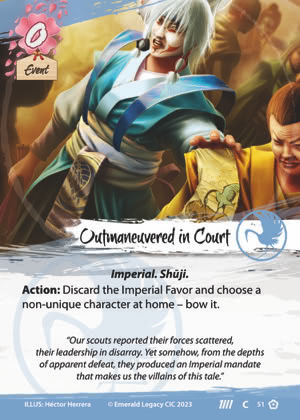 0
Event
Outmaneuvered in Court
Imperial. Shūji.
Action: Discard the Imperial Favor and choose a
non-unique character at home – bow it.
“Our scouts reported their forces scattered,
their leadership in disarray. Yet somehow, from the depths
of apparent defeat, they produced an Imperial mandate
that makes us the villains of this tale.”
ILLUS: Héctor Herrera © Emerald Legacy CIC 2023 C 51